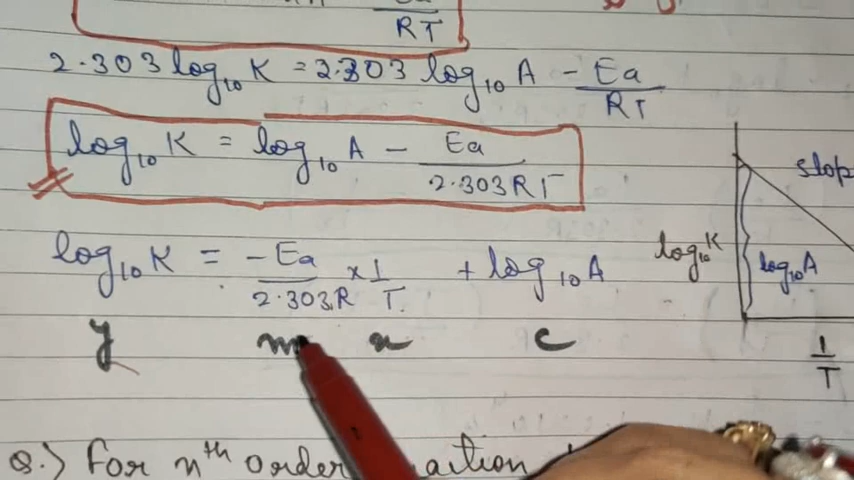 RT
2.303 log₁₀ K = 2.303 log₁₀ A - Ea/RT
log₁₀ K = log₁₀ A - Ea/2.303RT
log₁₀ K = -Ea/2.303R × 1/T + log₁₀ A
y m x c
slop
log₁₀ K
log₁₀ A
1/T
Q.) For nth order